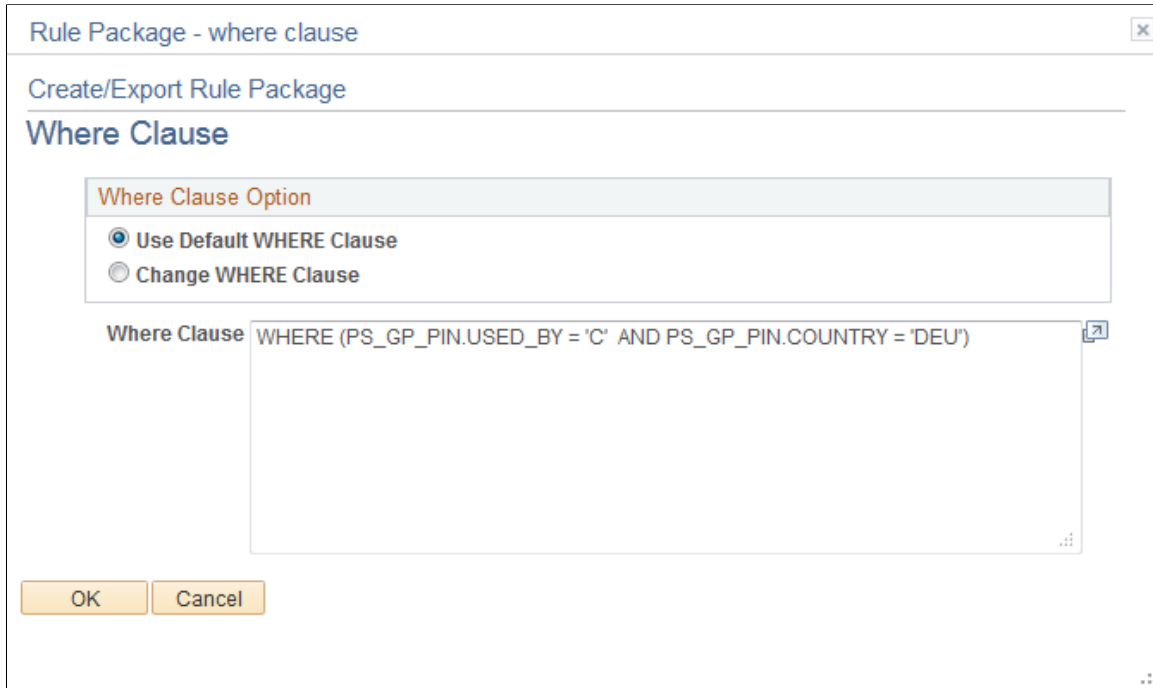 Rule Package - where clause
Create/Export Rule Package
Where Clause
Where Clause Option
Use Default WHERE Clause
Change WHERE Clause
Where Clause WHERE (PS_GP_PIN.USED_BY = 'C'  AND PS_GP_PIN.COUNTRY = 'DEU')
OK Cancel